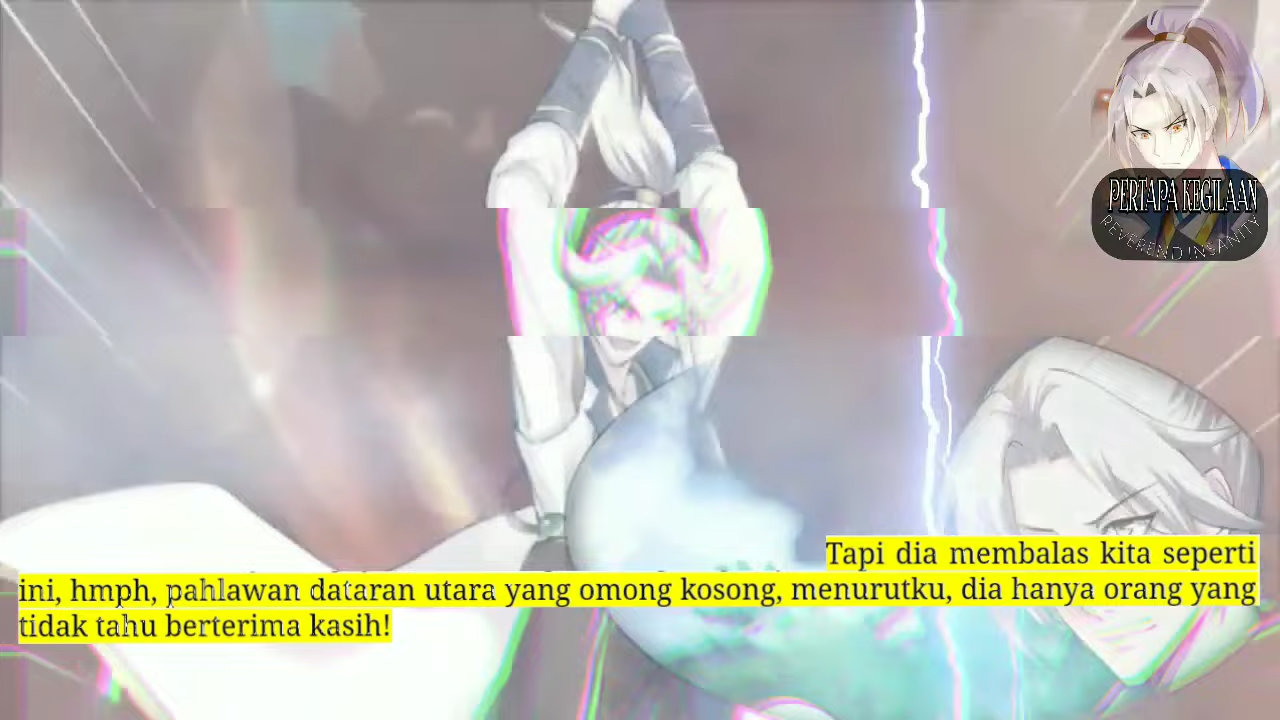 PERTAPA KEGILAAN
REVEREND INSANITY
Tapi dia membalas kita seperti
ini, hmph, pahlawan dataran utara yang omong kosong, menurutku, dia hanya orang yang
tidak tahu berterima kasih!